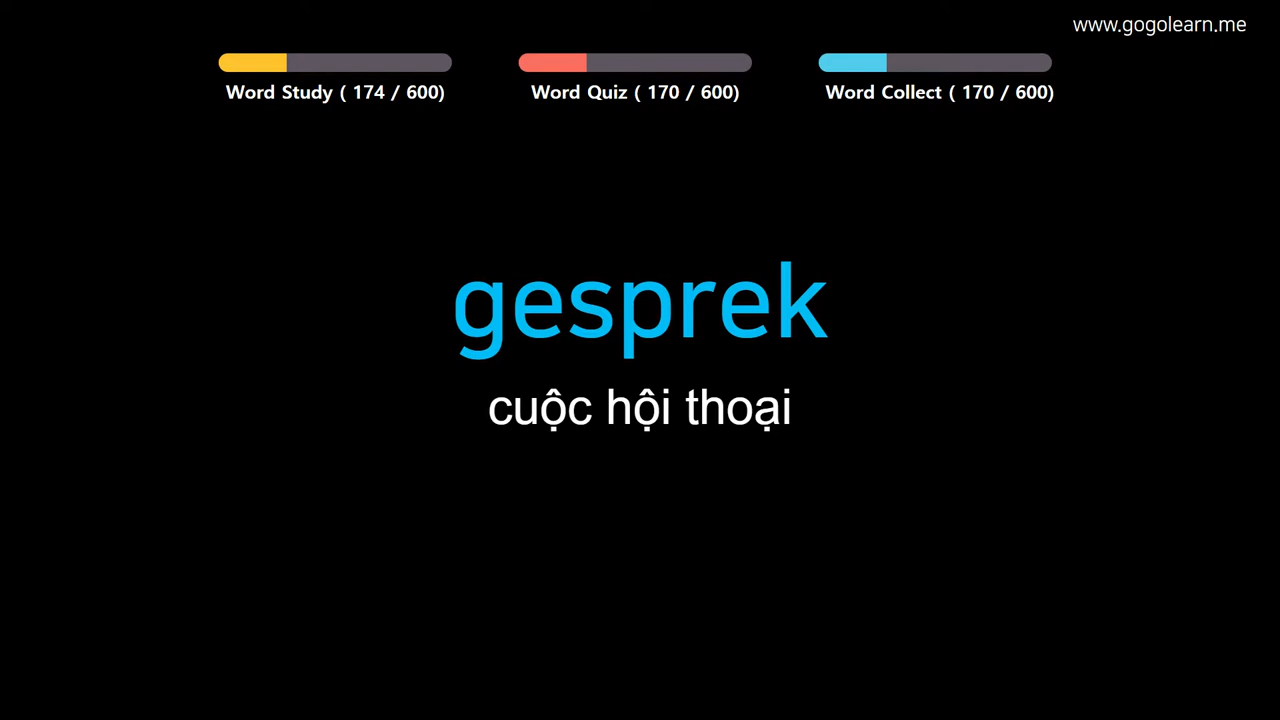 www.gogolearn.me
Word Study ( 174 / 600)
Word Quiz ( 170 / 600)
Word Collect ( 170 / 600)
gesprek
cuộc hội thoại